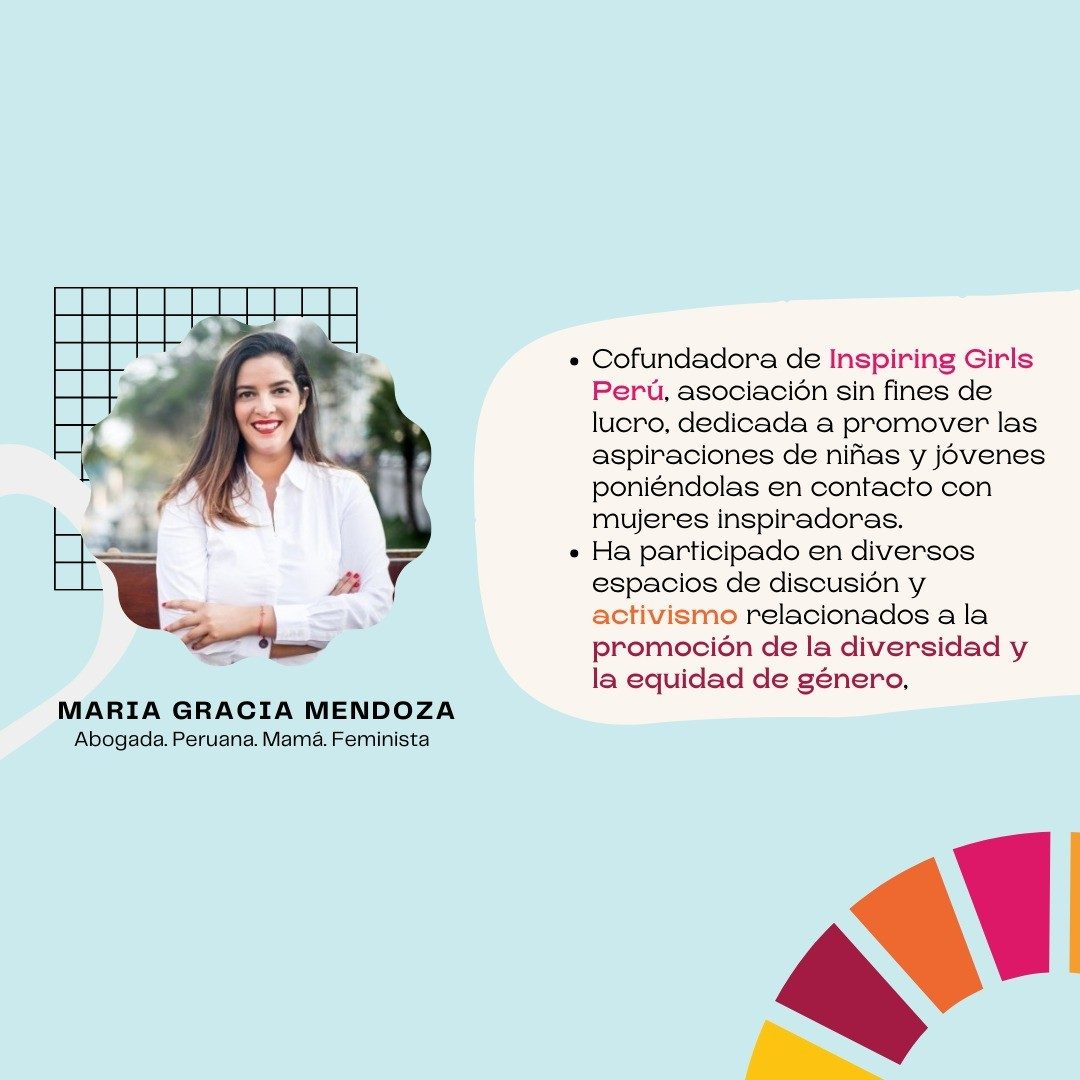 MARIA GRACIA MENDOZA
Abogada. Peruana. Mamá. Feminista
• Cofundadora de Inspiring Girls
Perú, asociación sin fines de
lucro, dedicada a promover las
aspiraciones de niñas y jóvenes
poniéndolas en contacto con
mujeres inspiradoras.
• Ha participado en diversos
espacios de discusión y
activismo relacionados a la
promoción de la diversidad y
la equidad de género,